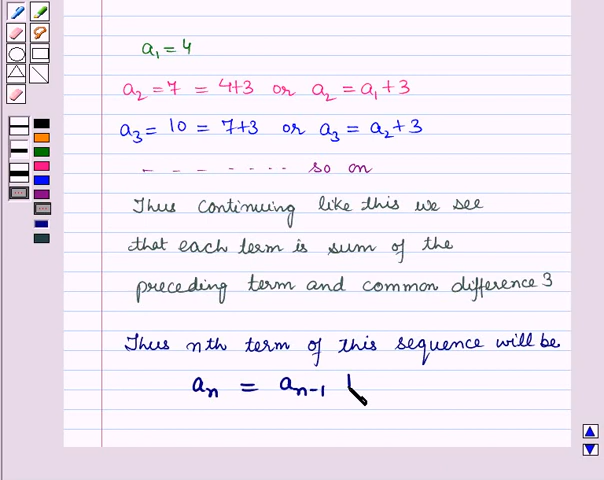 a₁ = 4
a₂ = 7 = 4+3 or a₂ = a₁ + 3
a₃ = 10 = 7+3 or a₃ = a₂ + 3
- - - - - - - - so on
Thus continuing like this we see
that each term is sum of the
preceding term and common difference 3
Thus nth term of this sequence will be
aₙ = aₙ₋₁